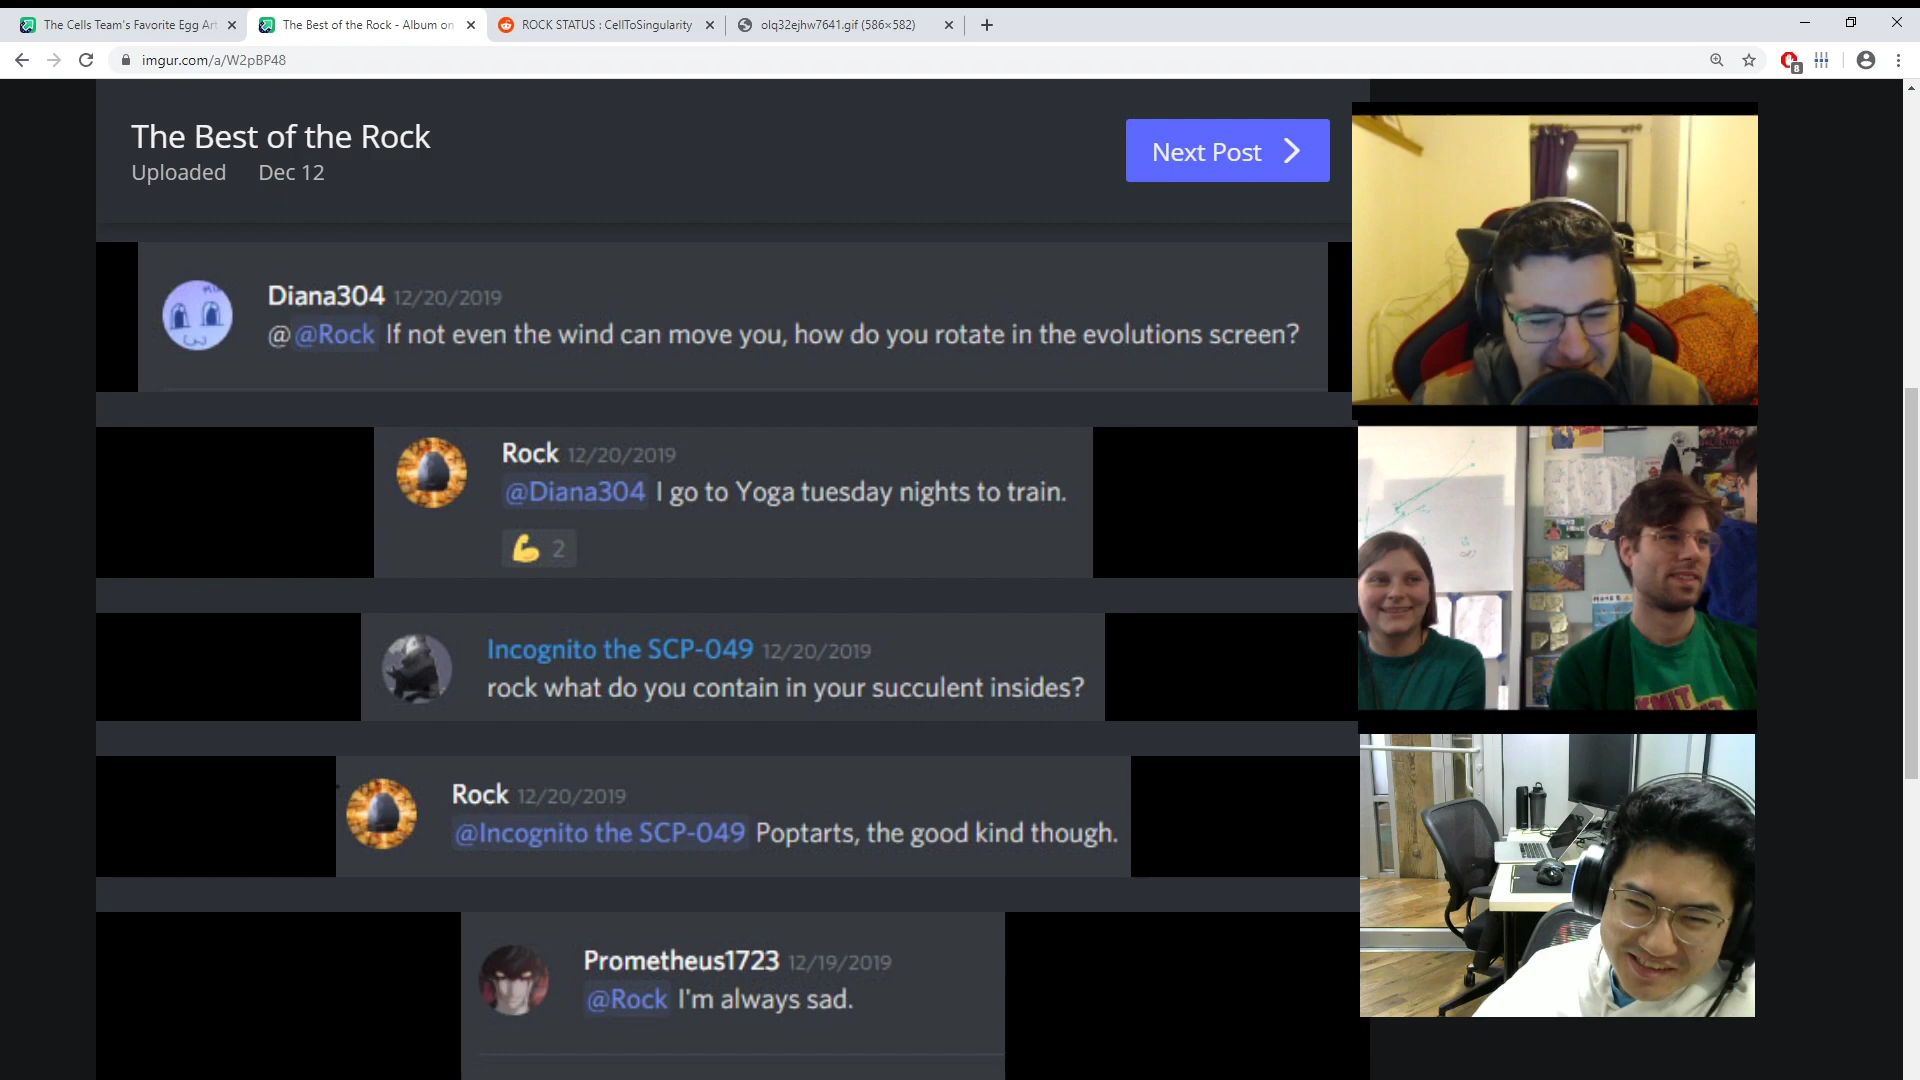 The Cells Team's Favorite Egg Art
The Best of the Rock - Album on
ROCK STATUS : CellToSingularity
olq32ejhw7641.gif (586×582)
imgur.com/a/W2pBP48
8
The Best of the Rock
Uploaded Dec 12
Next Post
Diana304 12/20/2019
@@Rock If not even the wind can move you, how do you rotate in the evolutions screen?
Rock 12/20/2019
@Diana304 I go to Yoga tuesday nights to train.
2
Incognito the SCP-049 12/20/2019
rock what do you contain in your succulent insides?
Rock 12/20/2019
@Incognito the SCP-049 Poptarts, the good kind though.
Prometheus1723 12/19/2019
@Rock I'm always sad.